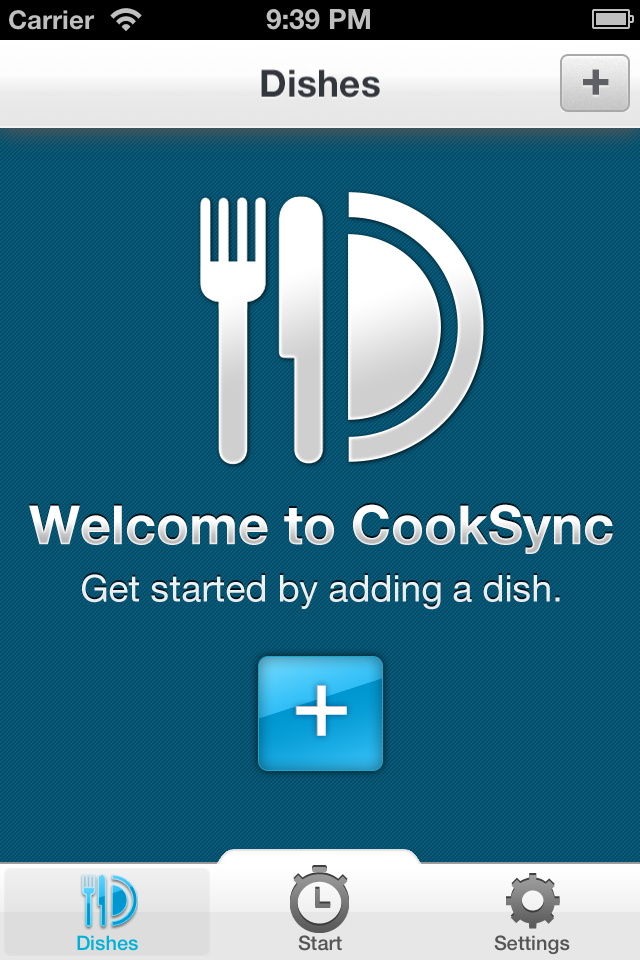 Carrier 9:39 PM
Dishes +
Welcome to CookSync
Get started by adding a dish.
+
Dishes Start Settings